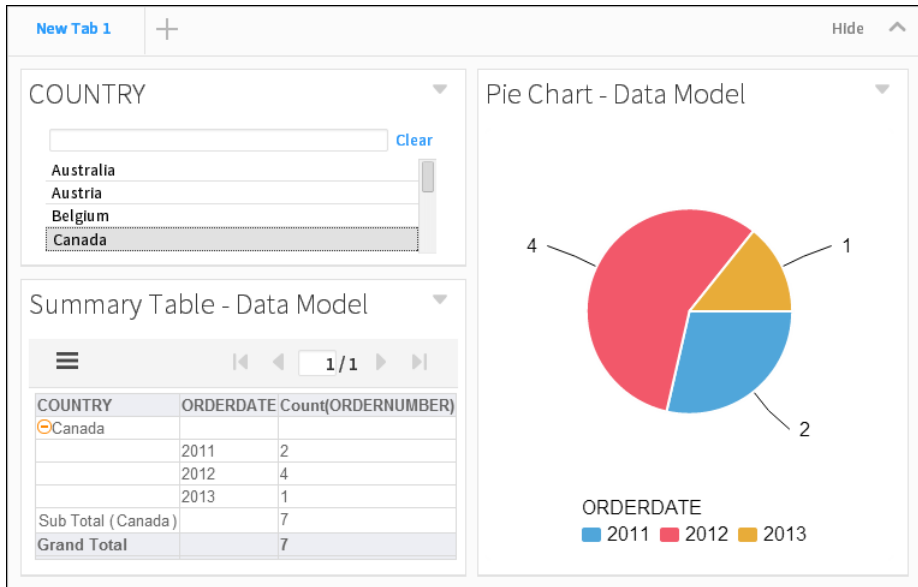 New Tab 1
Hide
COUNTRY
Clear
Australia
Austria
Belgium
Canada
Summary Table - Data Model
1 / 1
COUNTRY ORDERDATE Count(ORDERNUMBER)
Canada
2011 2
2012 4
2013 1
Sub Total (Canada) 7
Grand Total 7
Pie Chart - Data Model
4
1
2
ORDERDATE
2011 2012 2013